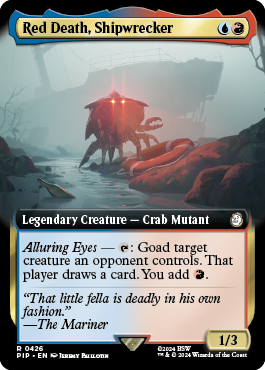 Red Death, Shipwrecker
Legendary Creature — Crab Mutant
Alluring Eyes — : Goad target
creature an opponent controls. That
player draws a card. You add .
“That little fella is deadly in his own
fashion.”
—The Mariner
1/3
R 0426
PIP • EN Jeremy Paillotin
©2024 BSW
™ & © 2024 Wizards of the Coast